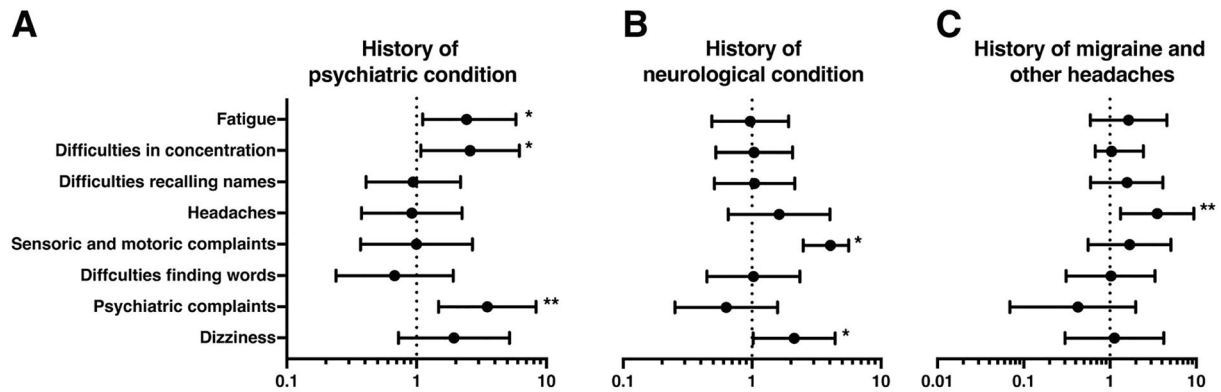 A
B
C
History of
psychiatric condition
History of
neurological condition
History of migraine and
other headaches
Fatigue
*
Difficulties in concentration
*
Difficulties recalling names
Headaches
**
Sensoric and motoric complaints
*
Diffculties finding words
Psychiatric complaints
**
Dizziness
*
0.1 1 10
0.1 1 10
0.01 0.1 1 10